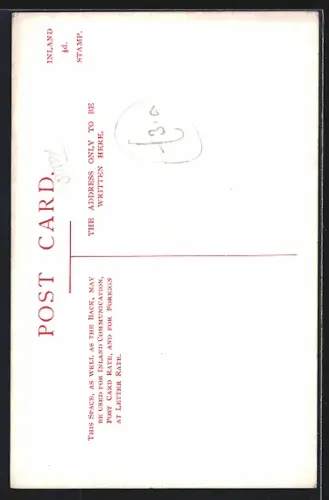 POST CARD.
INLAND
½d.
STAMP.
THIS SPACE, AS WELL AS THE BACK, MAY
BE USED FOR INLAND COMMUNICATION,
POST CARD RATE, AND FOR FOREIGN
AT LETTER RATE.
THE ADDRESS ONLY TO BE
WRITTEN HERE.